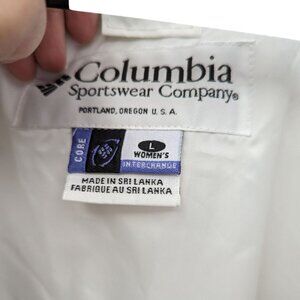 Columbia
Sportswear Company®
PORTLAND, OREGON U.S.A.
CORE
L
WOMEN'S
INTERCHANGE
MADE IN SRI LANKA
FABRIQUE AU SRI LANKA